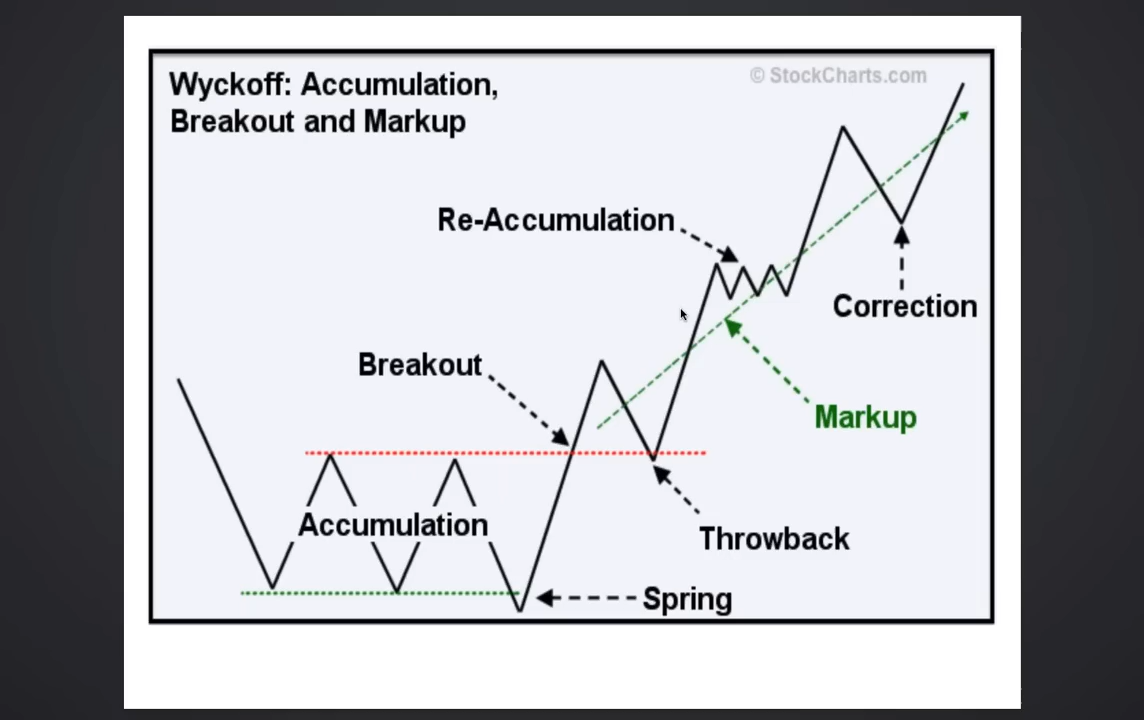 Wyckoff: Accumulation,
Breakout and Markup
© StockCharts.com
Re-Accumulation
Correction
Breakout
Markup
Accumulation
Throwback
Spring